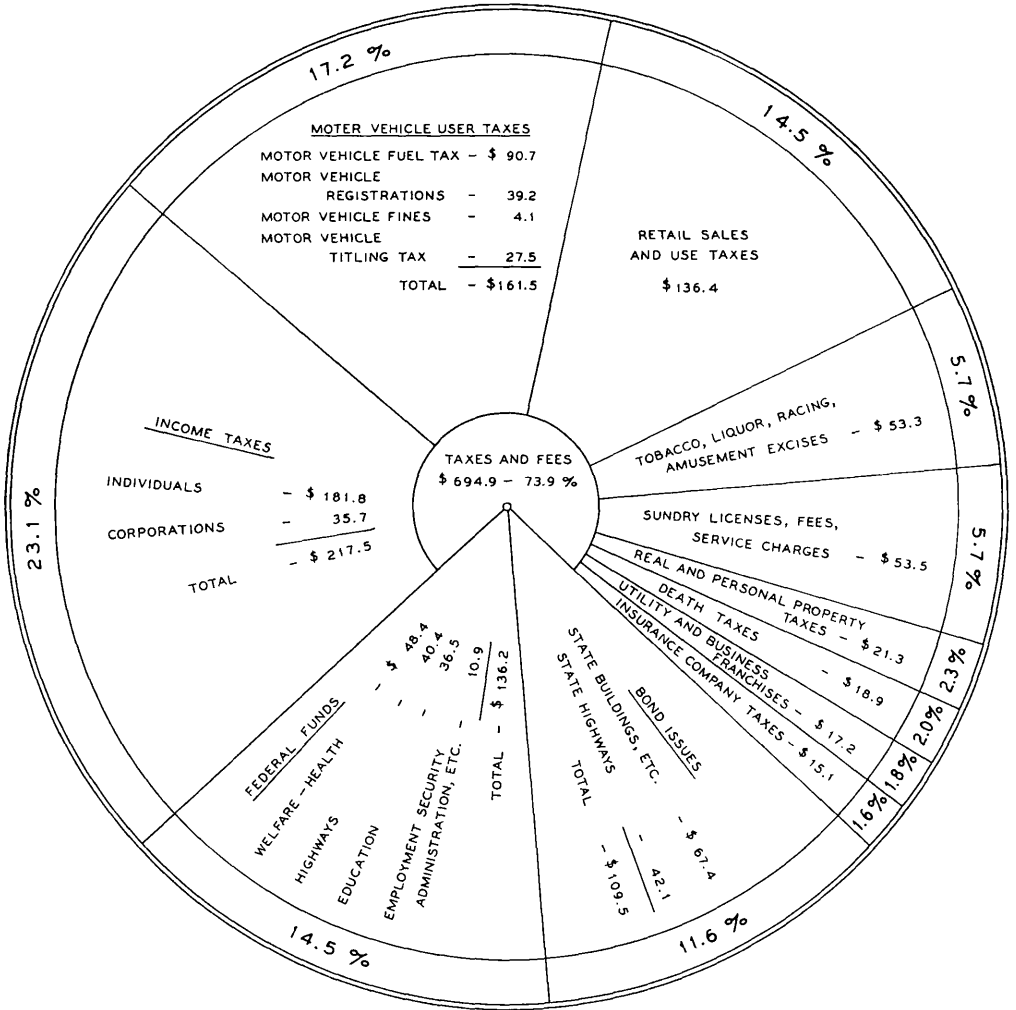 17.2 %
MOTER VEHICLE USER TAXES
MOTOR VEHICLE FUEL TAX – $ 90.7
MOTOR VEHICLE
REGISTRATIONS – 39.2
MOTOR VEHICLE FINES – 4.1
MOTOR VEHICLE
TITLING TAX – 27.5
TOTAL – $161.5
14.5 %
RETAIL SALES
AND USE TAXES
$136.4
5.7 %
TOBACCO, LIQUOR, RACING,
AMUSEMENT EXCISES – $ 53.3
5.7 %
SUNDRY LICENSES, FEES,
SERVICE CHARGES – $ 53.5
REAL AND PERSONAL PROPERTY
TAXES – $ 21.3
2.3 %
DEATH TAXES – $ 18.9
2.0%
UTILITY AND BUSINESS
FRANCHISES – $ 17.2
1.8%
INSURANCE COMPANY TAXES – $ 15.1
1.6%
TAXES AND FEES
$ 694.9 – 73.9 %
23.1 %
INCOME TAXES
INDIVIDUALS – $ 181.8
CORPORATIONS – 35.7
TOTAL – $ 217.5
FEDERAL FUNDS
WELFARE – HEALTH – $ 48.4
HIGHWAYS – 40.4
EDUCATION – 36.5
EMPLOYMENT SECURITY
ADMINISTRATION, ETC. – 10.9
TOTAL – $ 136.2
14.5 %
BOND ISSUES
STATE BUILDINGS, ETC. – $ 67.4
STATE HIGHWAYS – 42.1
TOTAL – $109.5
11.6 %